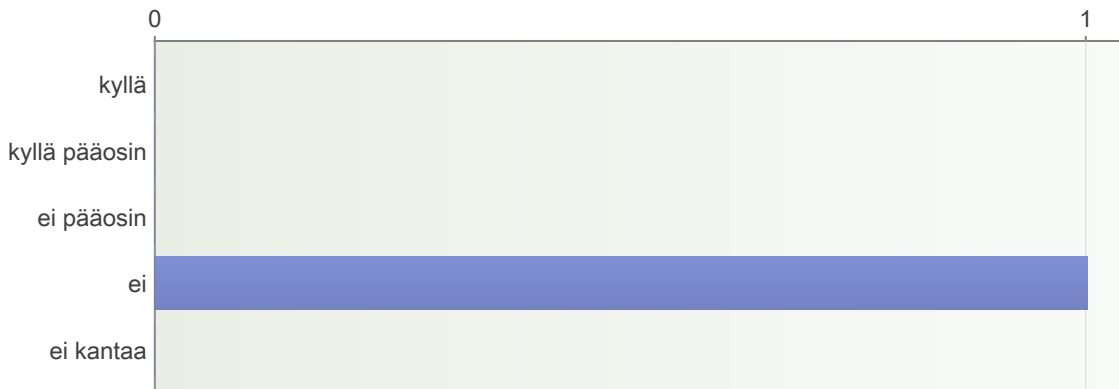 0 1
kyllä
kyllä pääosin
ei pääosin
ei
ei kantaa